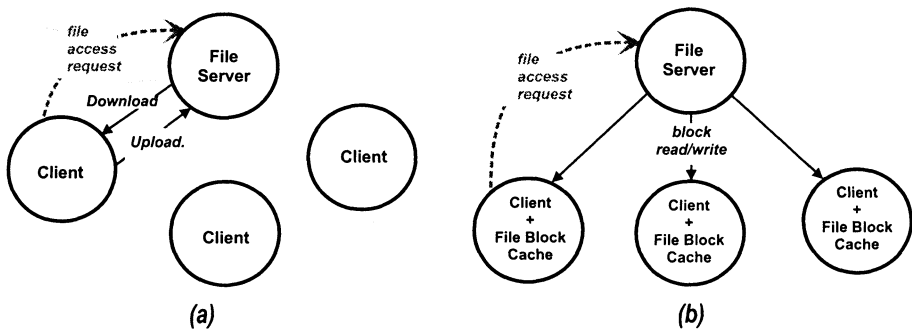 file
access
request
File
Server
Download
Upload.
Client
Client
Client
(a)
file
access
request
File
Server
block
read/write
Client
+
File Block
Cache
Client
+
File Block
Cache
Client
+
File Block
Cache
(b)